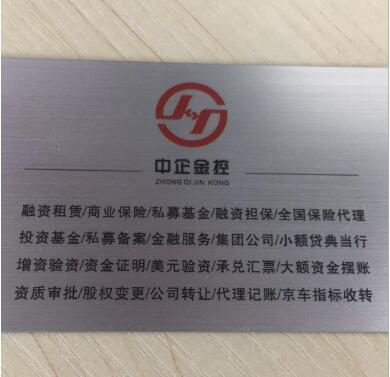 中企金控
ZHONG QI JIN KONG
融资租赁/商业保险/私募基金/融资担保/全国保险代理
投资基金/私募备案/金融服务/集团公司/小额贷典当行
增资验资/资金证明/美元验资/承兑汇票/大额资金摆账
资质审批/股权变更/公司转让/代理记账/京车指标收转